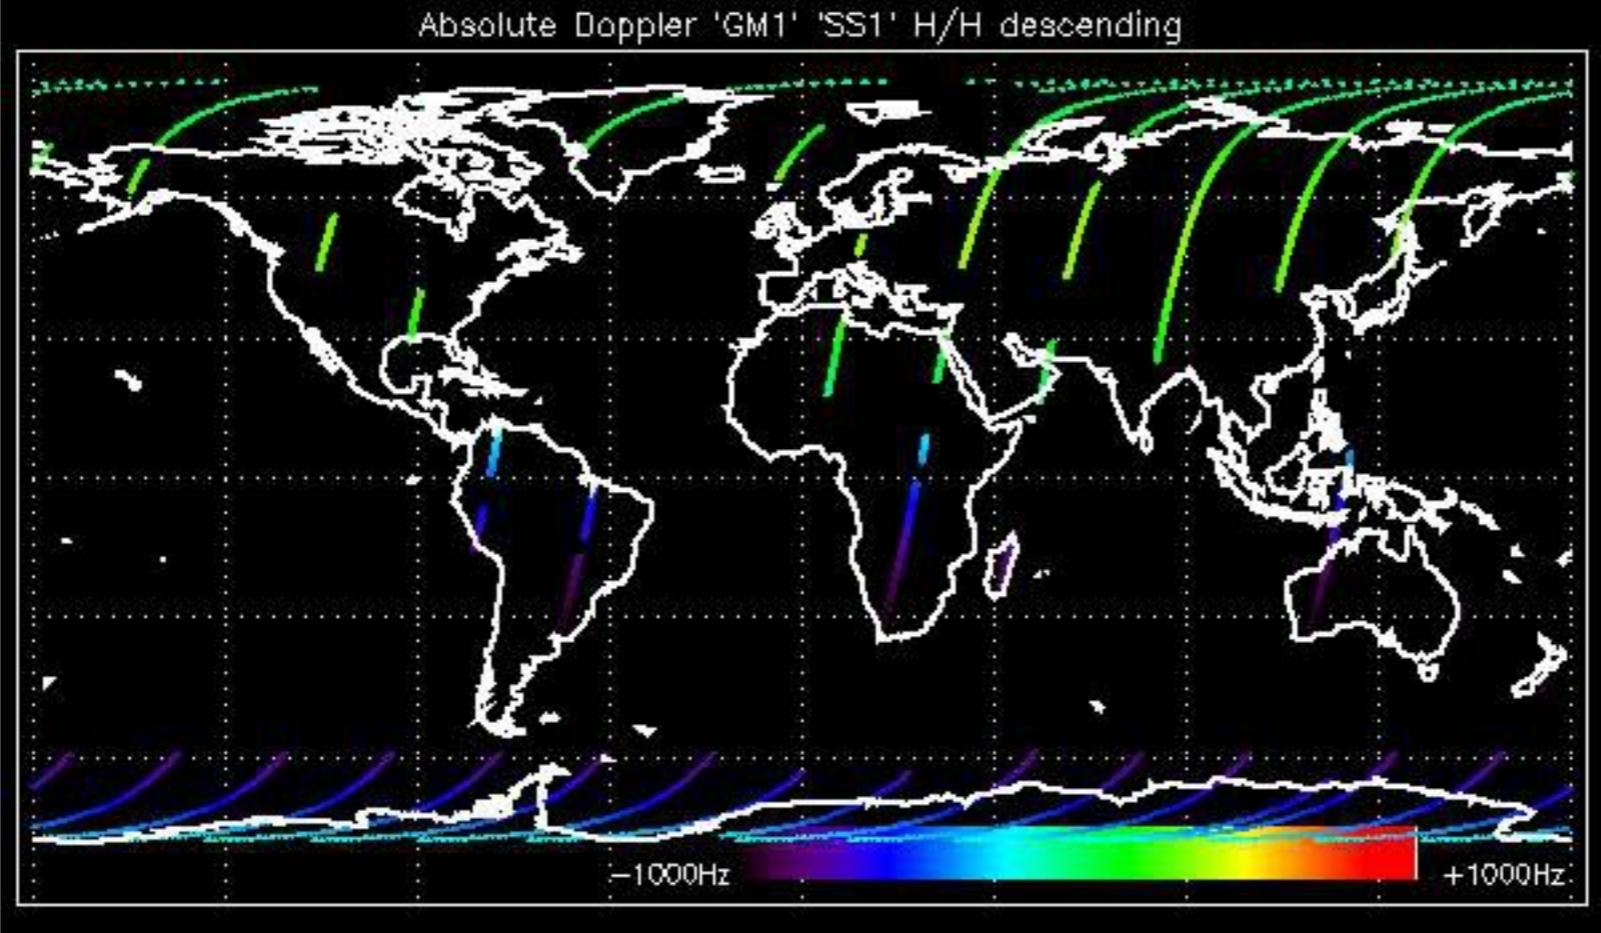 Absolute Doppler 'GM1' 'SS1' H/H descending
−1000Hz
+1000Hz